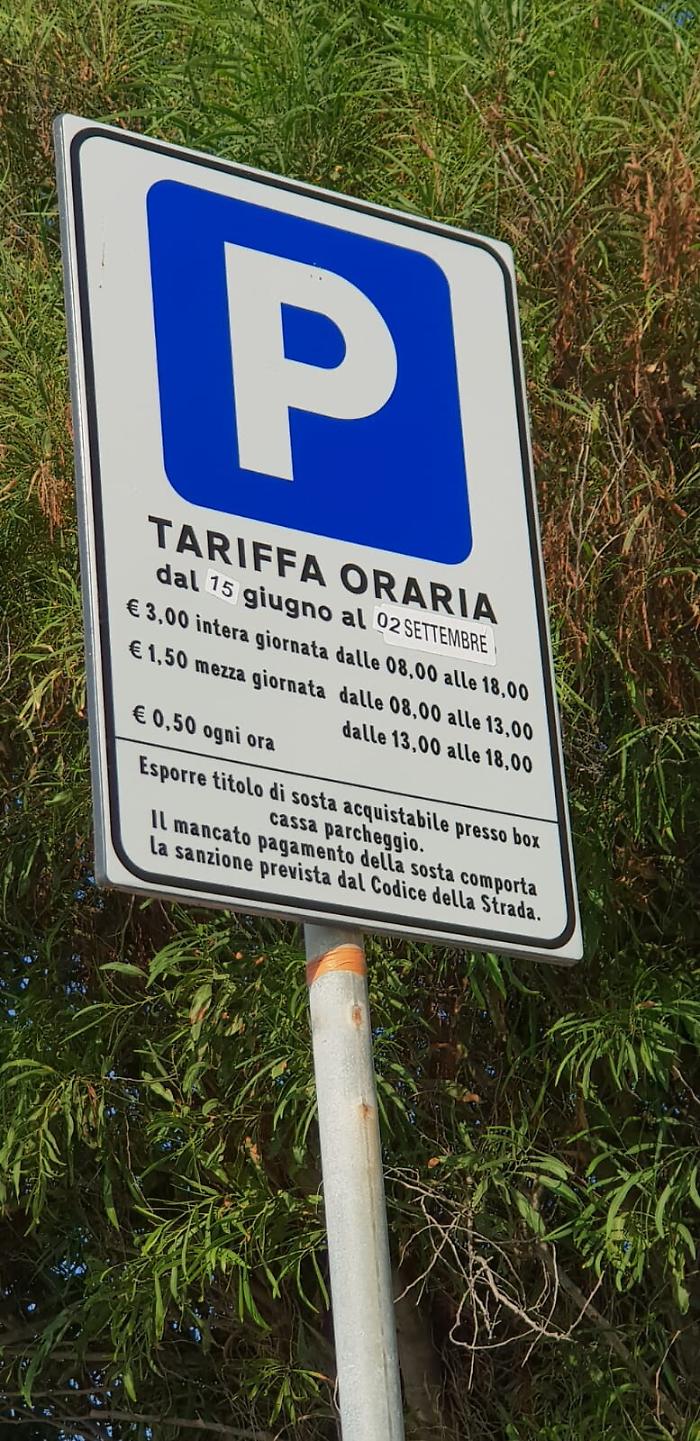 P
TARIFFA ORARIA
dal 15 giugno al 02 SETTEMBRE
€ 3,00 intera giornata dalle 08,00 alle 18,00
€ 1,50 mezza giornata dalle 08,00 alle 13,00
dalle 13,00 alle 18,00
€ 0,50 ogni ora
Esporre titolo di sosta acquistabile presso box
cassa parcheggio.
Il mancato pagamento della sosta comporta
la sanzione prevista dal Codice della Strada.